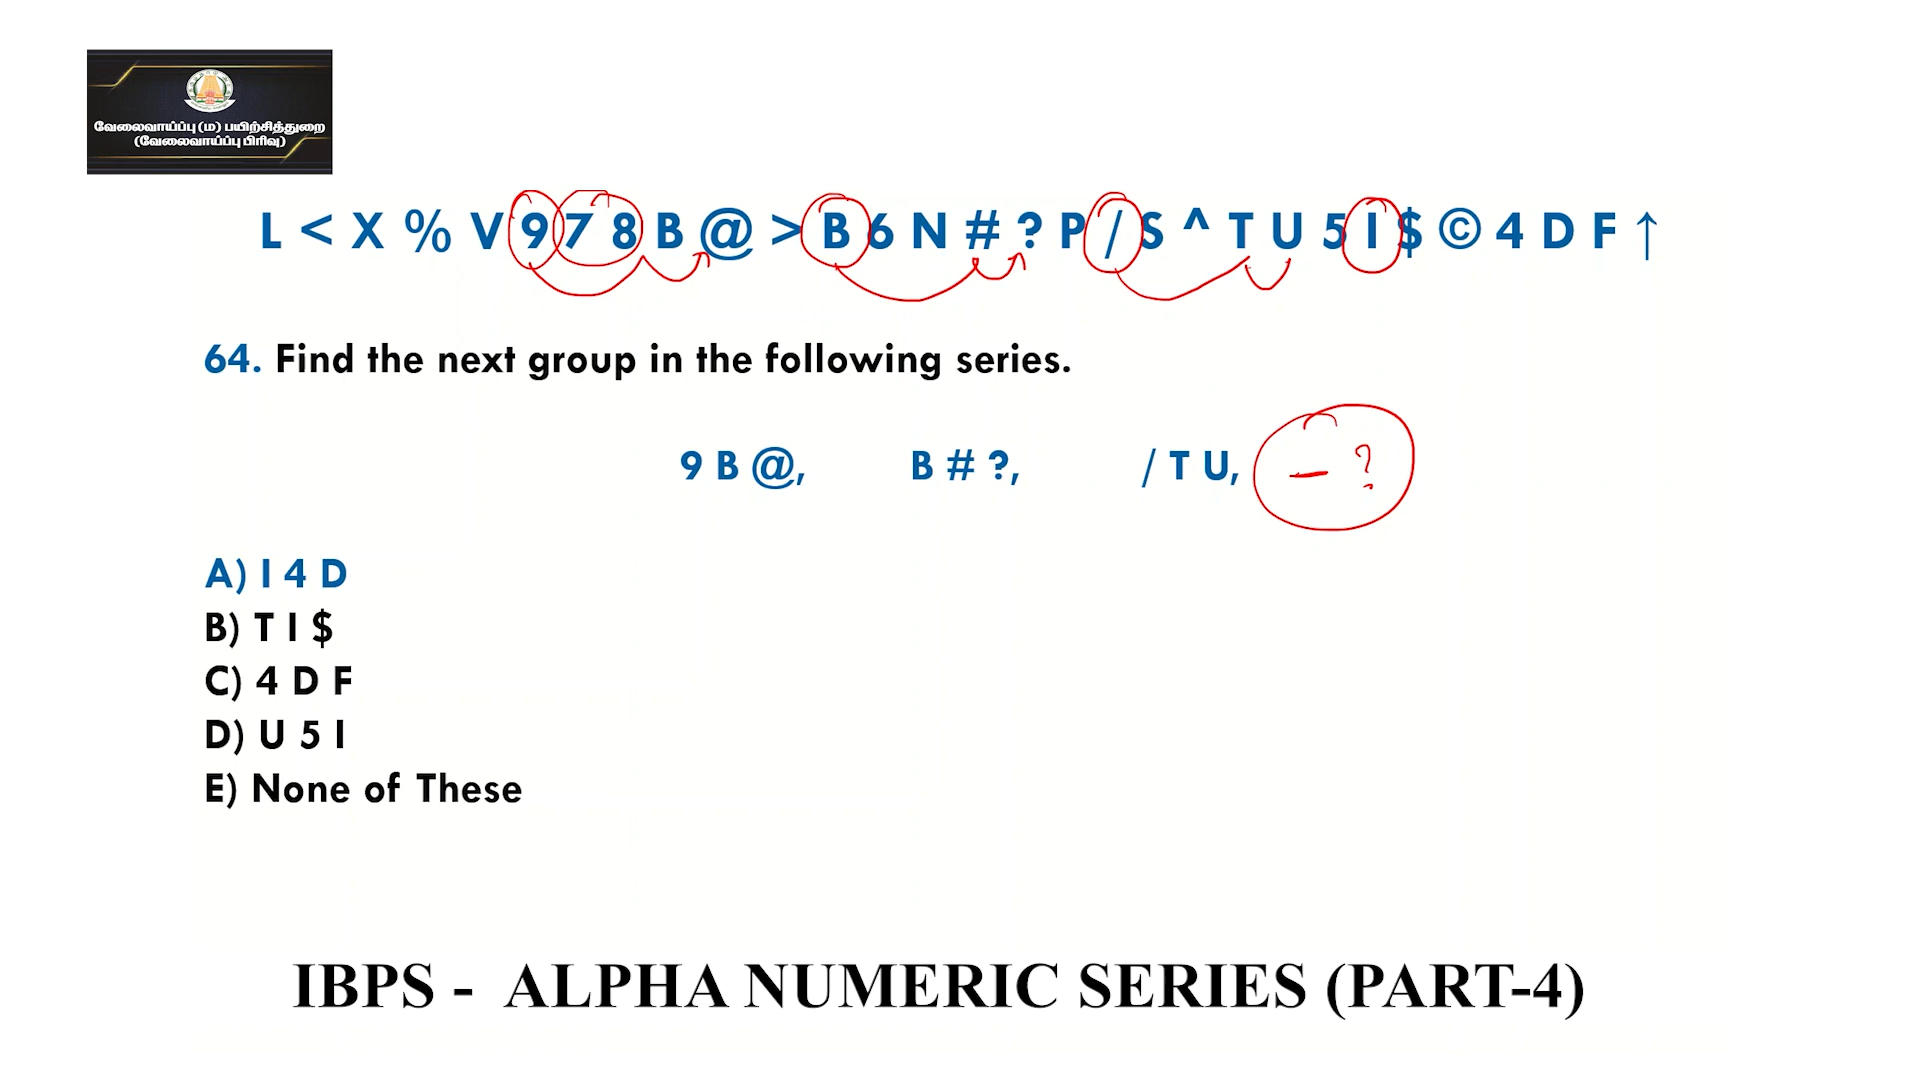 வேலைவாய்ப்பு (ம) பயிற்சித்துறை
(வேலைவாய்ப்பு பிரிவு)
L < X % V 9 7 8 B @ > B 6 N # ? P / S ^ T U 5 I $ © 4 D F ↑
64. Find the next group in the following series.
9 B @, B # ?, / T U, – ?
A) I 4 D
B) T I $
C) 4 D F
D) U 5 I
E) None of These
IBPS - ALPHA NUMERIC SERIES (PART-4)